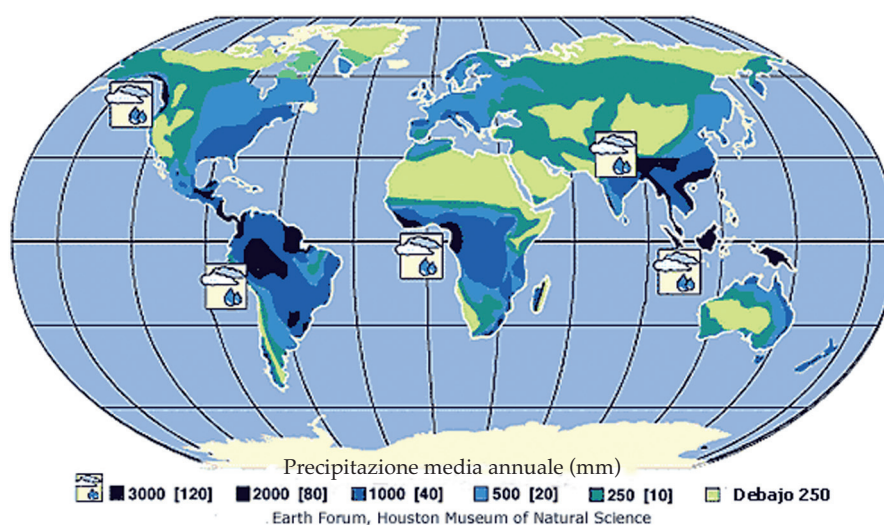 Precipitazione media annuale (mm)
3000 [120] 2000 [80] 1000 [40] 500 [20] 250 [10] Debajo 250
Earth Forum, Houston Museum of Natural Science